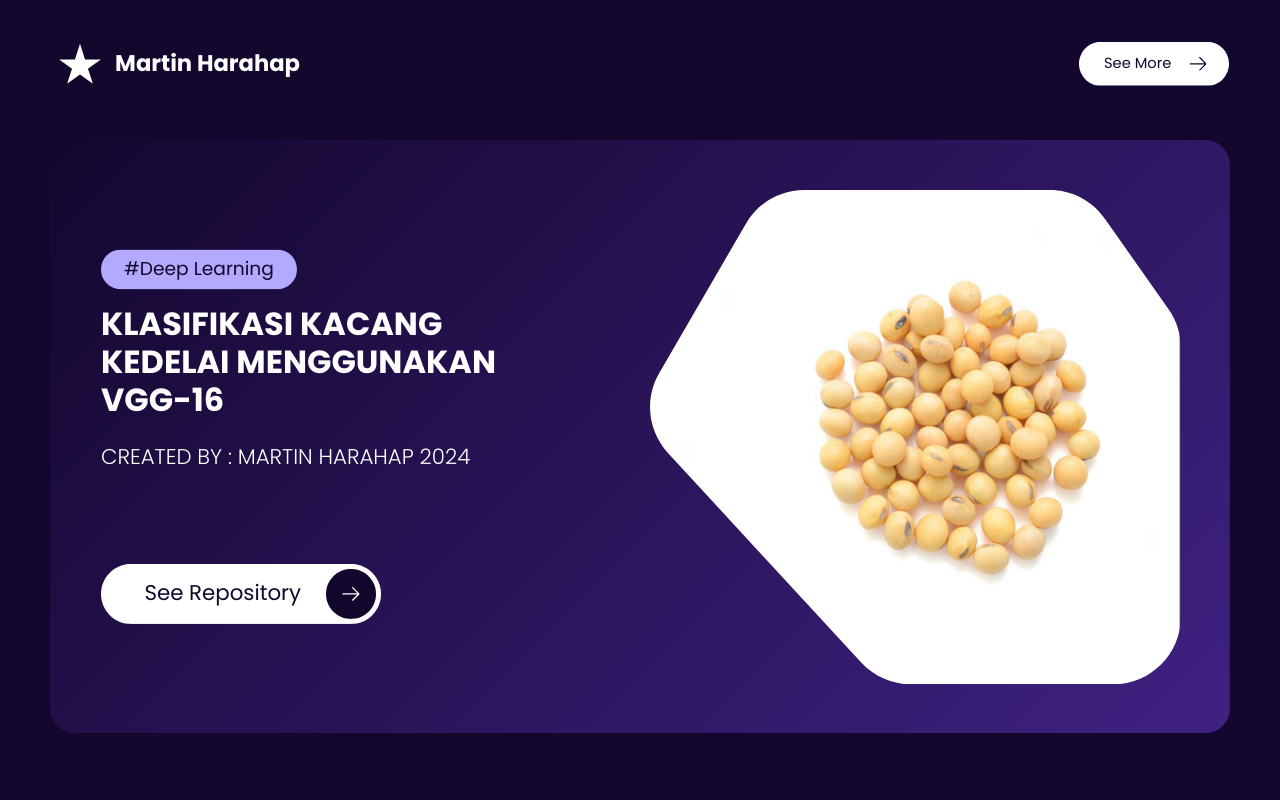 Martin Harahap
See More
#Deep Learning
KLASIFIKASI KACANG
KEDELAI MENGGUNAKAN
VGG-16
CREATED BY : MARTIN HARAHAP 2024
See Repository